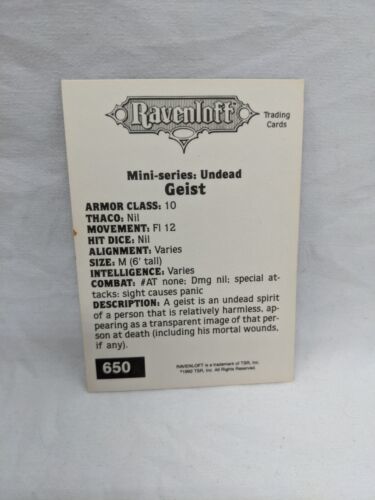 Ravenloft
Trading
Cards
Mini-series: Undead
Geist
ARMOR CLASS: 10
THACO: Nil
MOVEMENT: Fl 12
HIT DICE: Nil
ALIGNMENT: Varies
SIZE: M (6' tall)
INTELLIGENCE: Varies
COMBAT: #AT none; Dmg nil; special at-
tacks: sight causes panic
DESCRIPTION: A geist is an undead spirit
of a person that is relatively harmless, ap-
pearing as a transparent image of that per-
son at death (including his mortal wounds,
if any).
650
RAVENLOFT is a trademark of TSR, Inc.
©1992 TSR, Inc. All Rights Reserved.